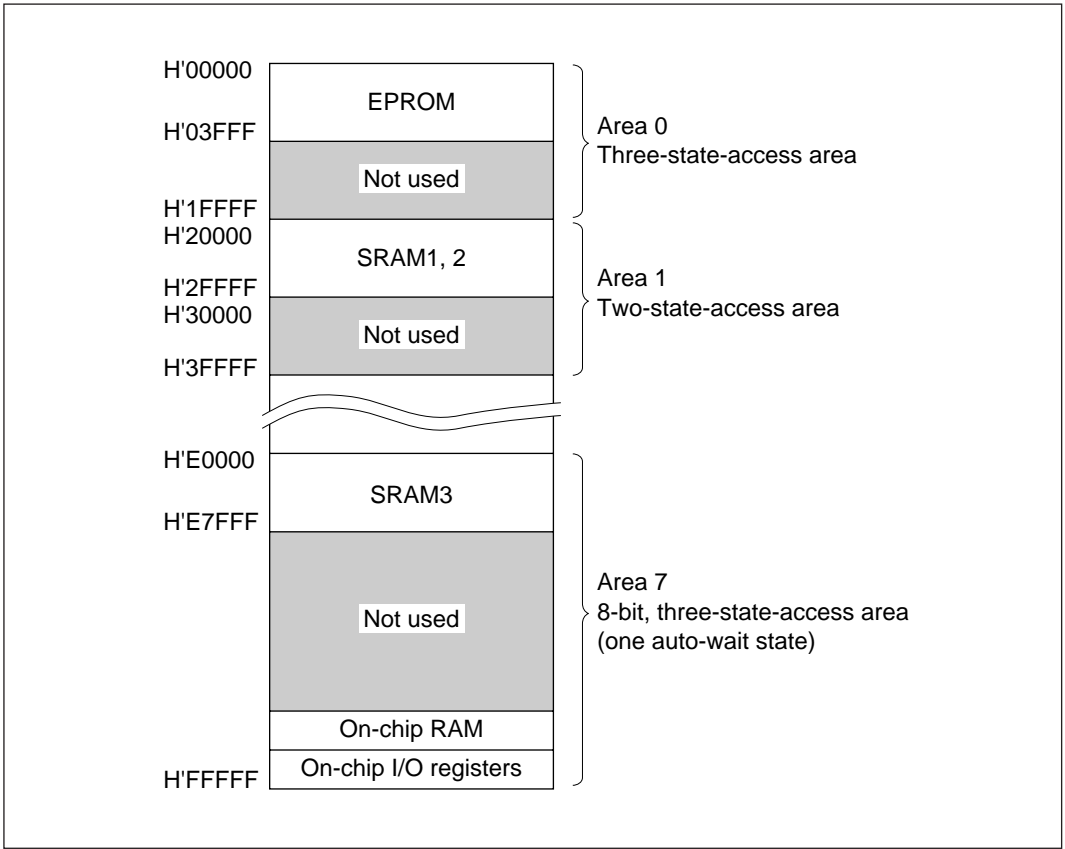 H'00000
EPROM
H'03FFF
Area 0
Three-state-access area
Not used
H'1FFFF
H'20000
SRAM1, 2
H'2FFFF
Area 1
Two-state-access area
H'30000
Not used
H'3FFFF
H'E0000
SRAM3
H'E7FFF
Area 7
8-bit, three-state-access area
(one auto-wait state)
Not used
On-chip RAM
On-chip I/O registers
H'FFFFF